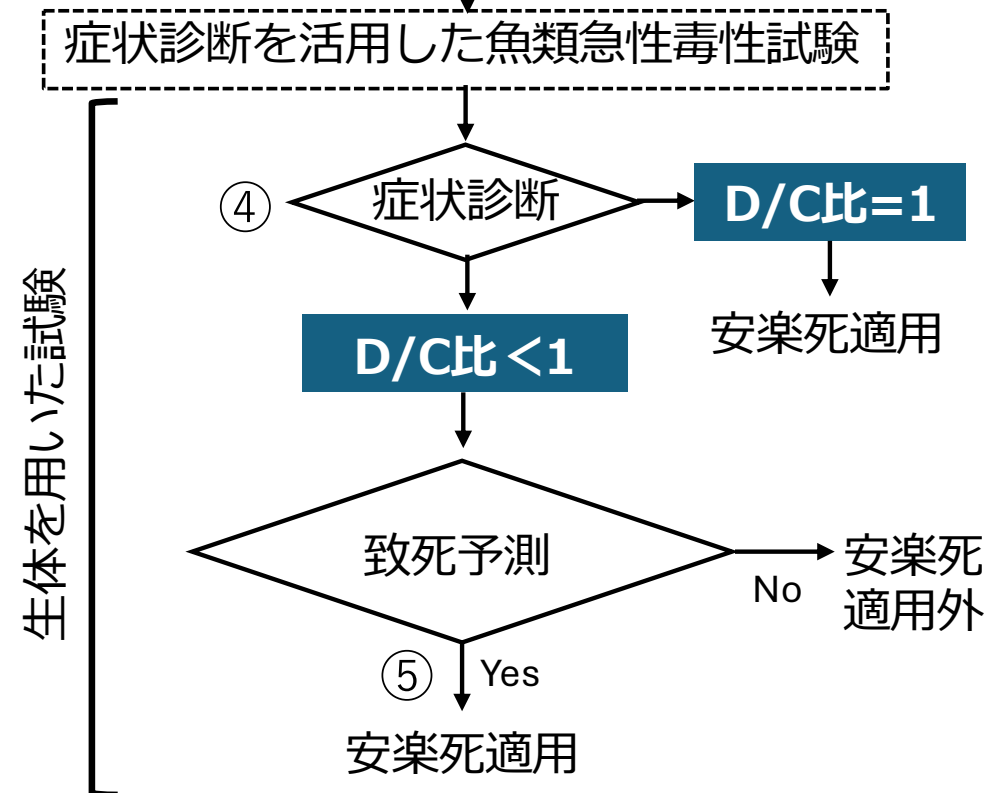 症状診断を活用した魚類急性毒性試験
④
症状診断
D/C比=1
安楽死適用
D/C比＜1
生体を用いた試験
致死予測
No
安楽死
適用外
⑤
Yes
安楽死適用